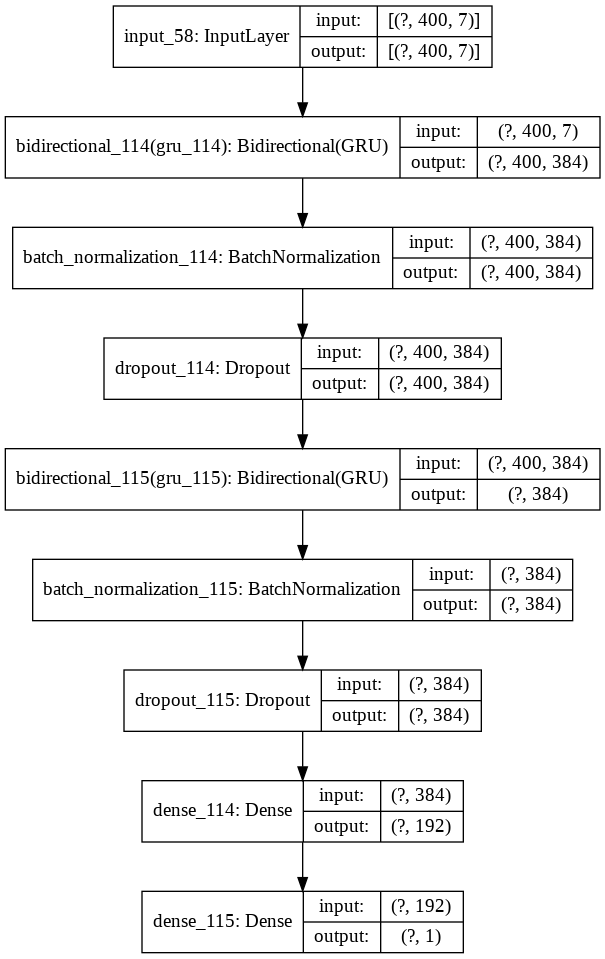 input_58: InputLayer
input:
[(?, 400, 7)]
output:
[(?, 400, 7)]
bidirectional_114(gru_114): Bidirectional(GRU)
input:
(?, 400, 7)
output:
(?, 400, 384)
batch_normalization_114: BatchNormalization
input:
(?, 400, 384)
output:
(?, 400, 384)
dropout_114: Dropout
input:
(?, 400, 384)
output:
(?, 400, 384)
bidirectional_115(gru_115): Bidirectional(GRU)
input:
(?, 400, 384)
output:
(?, 384)
batch_normalization_115: BatchNormalization
input:
(?, 384)
output:
(?, 384)
dropout_115: Dropout
input:
(?, 384)
output:
(?, 384)
dense_114: Dense
input:
(?, 384)
output:
(?, 192)
dense_115: Dense
input:
(?, 192)
output:
(?, 1)